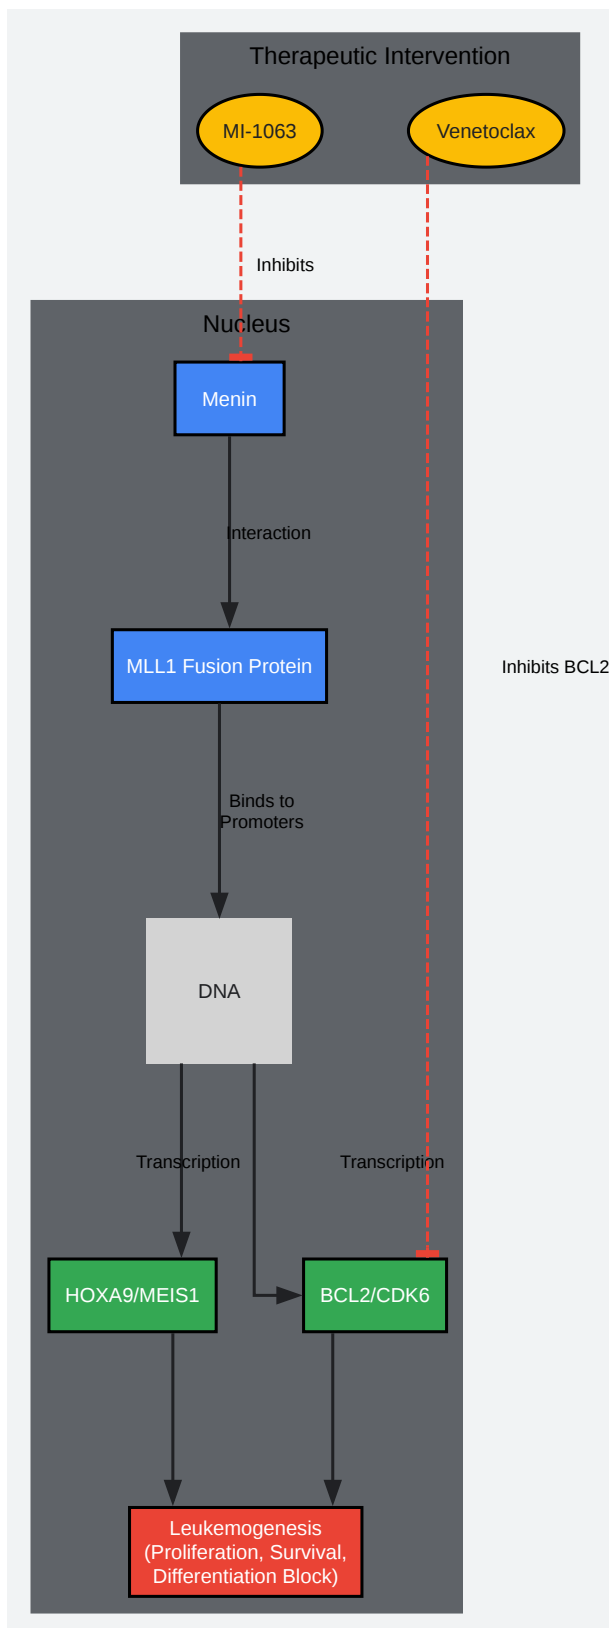 Therapeutic Intervention
MI-1063
Venetoclax
Inhibits
Nucleus
Menin
Interaction
MLL1 Fusion Protein
Inhibits BCL2
Binds to
Promoters
DNA
Transcription
Transcription
HOXA9/MEIS1
BCL2/CDK6
Leukemogenesis
(Proliferation, Survival,
Differentiation Block)